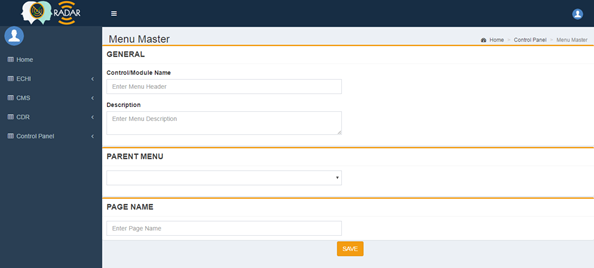 RADAR
Menu Master
Home
Control Panel
Menu Master
Home
ECHI
CMS
CDR
Control Panel
GENERAL
Control/Module Name
Enter Menu Header
Description
Enter Menu Description
PARENT MENU
PAGE NAME
Enter Page Name
SAVE